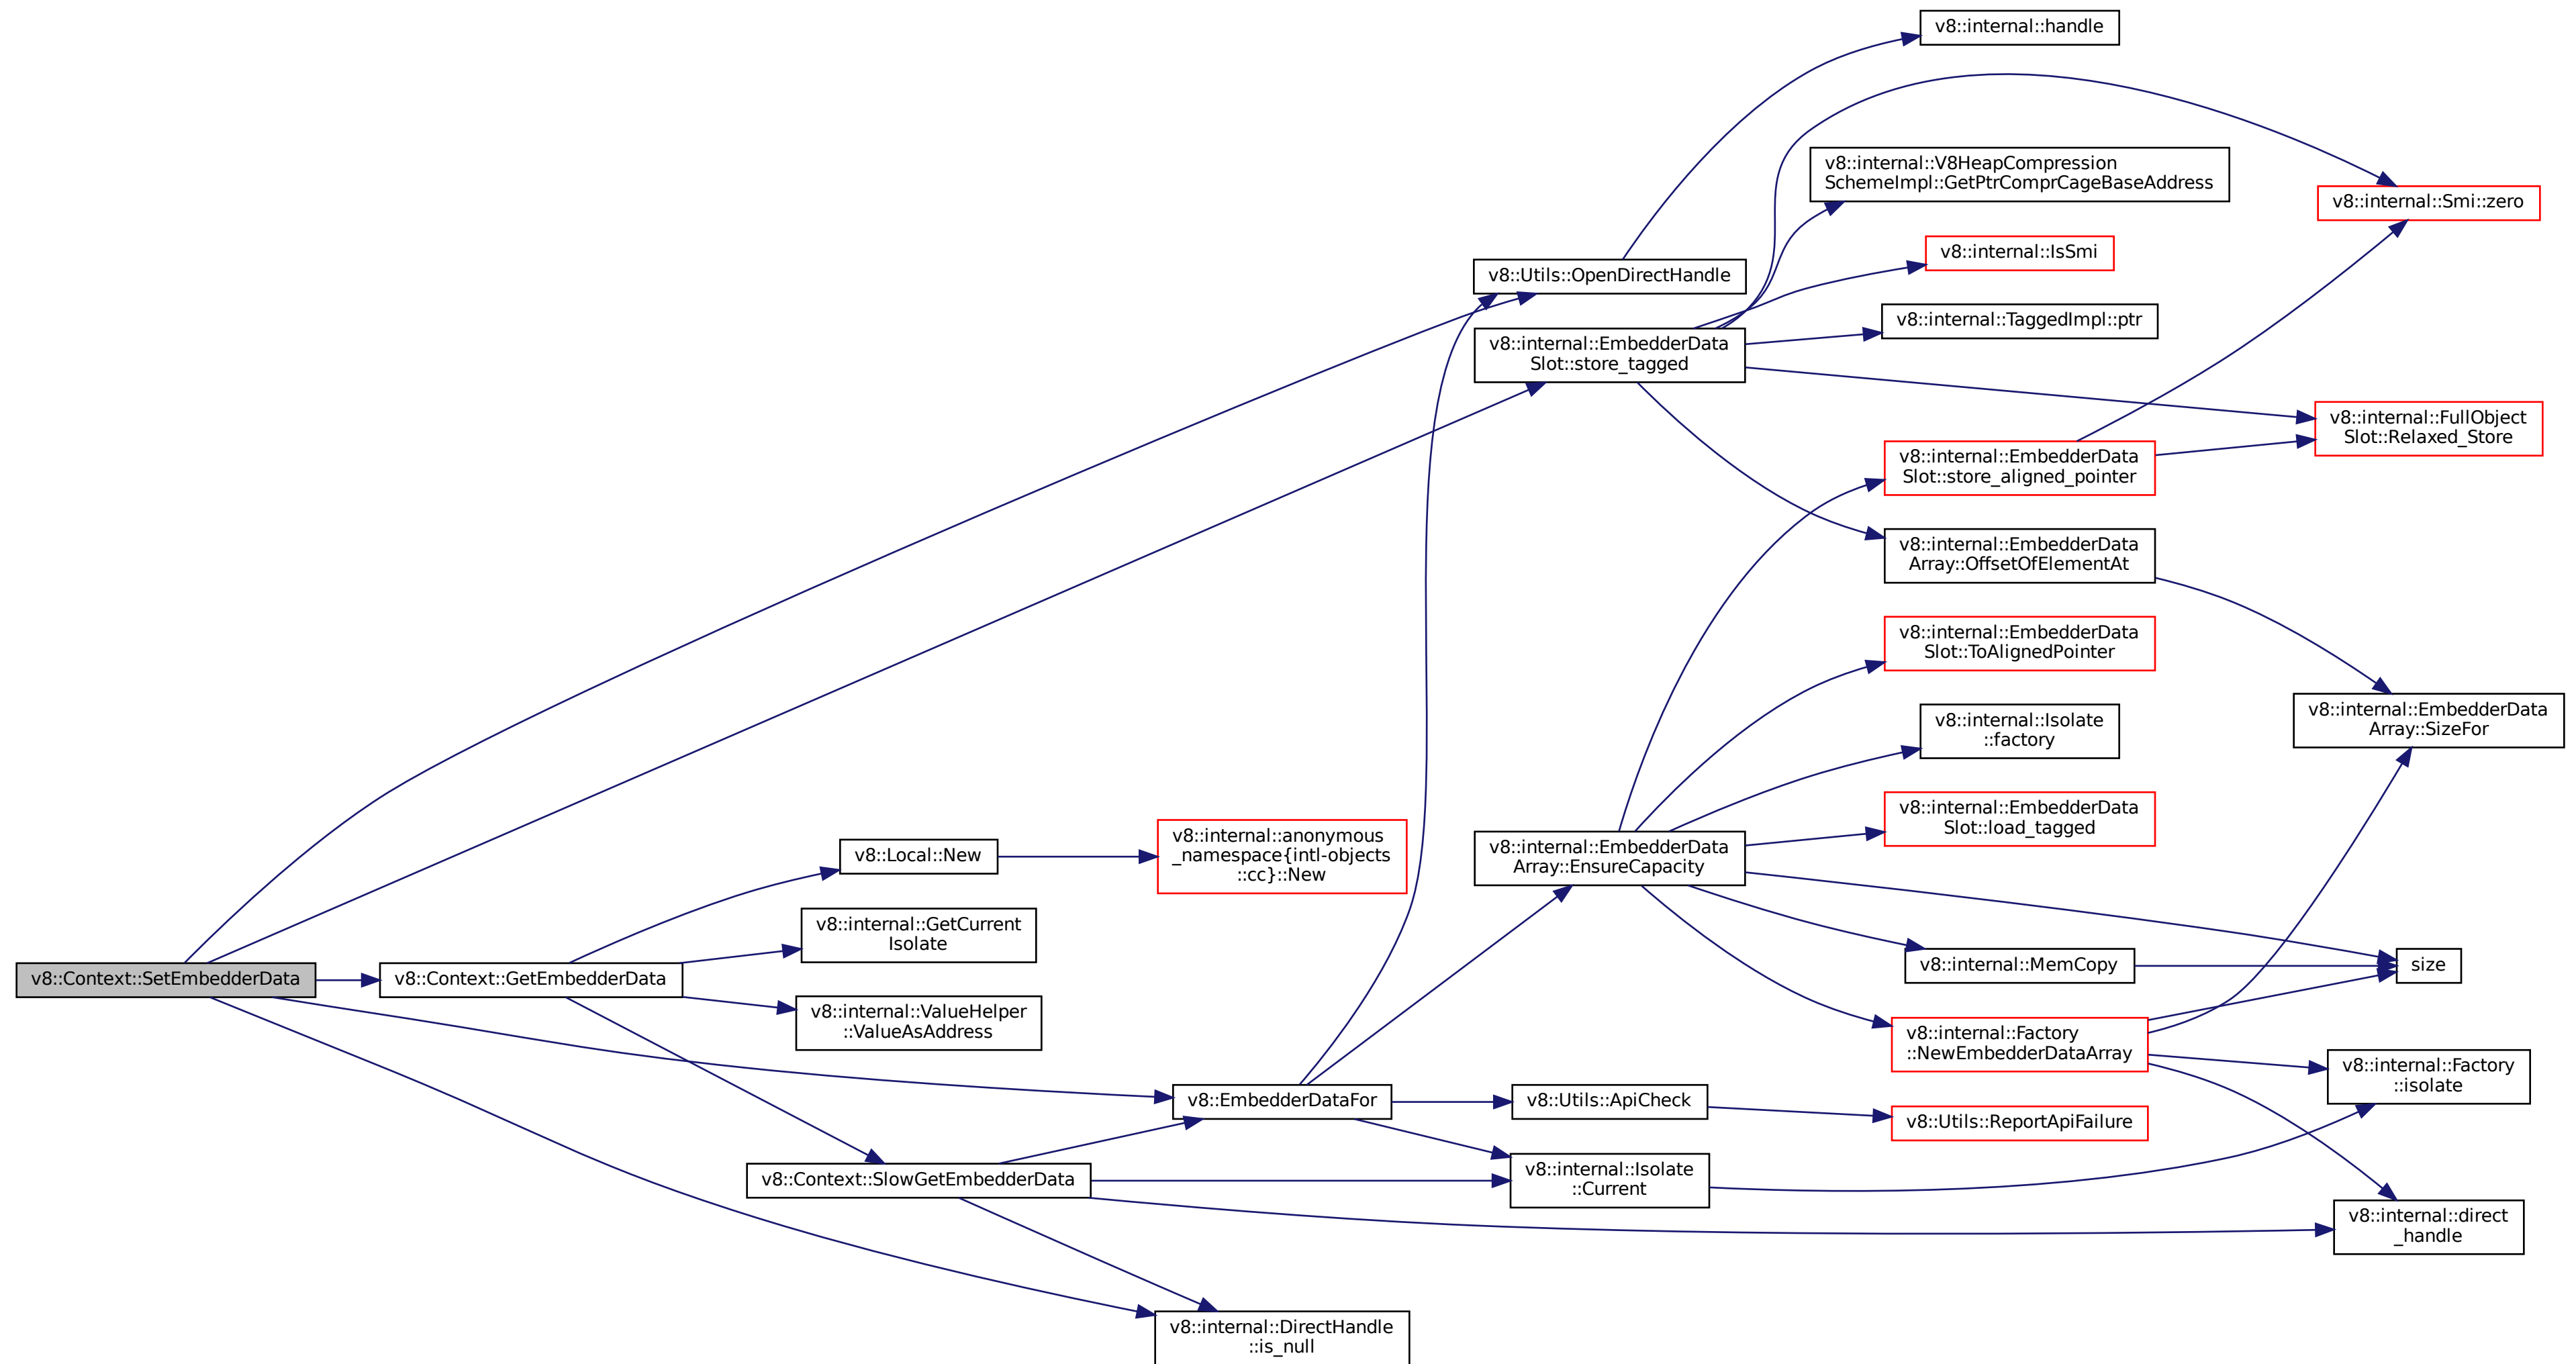 v8::internal::handle
v8::internal::V8HeapCompression
SchemeImpl::GetPtrComprCageBaseAddress
v8::internal::Smi::zero
v8::internal::IsSmi
v8::Utils::OpenDirectHandle
v8::internal::TaggedImpl::ptr
v8::internal::EmbedderData
Slot::store_tagged
v8::internal::FullObject
Slot::Relaxed_Store
v8::internal::EmbedderData
Slot::store_aligned_pointer
v8::internal::EmbedderData
Array::OffsetOfElementAt
v8::internal::EmbedderData
Slot::ToAlignedPointer
v8::internal::EmbedderData
Array::SizeFor
v8::internal::Isolate
::factory
v8::internal::EmbedderData
Slot::load_tagged
v8::internal::anonymous
_namespace{intl-objects
::cc}::New
v8::Local::New
v8::internal::EmbedderData
Array::EnsureCapacity
v8::internal::GetCurrent
Isolate
v8::internal::MemCopy
size
v8::Context::SetEmbedderData
v8::Context::GetEmbedderData
v8::internal::ValueHelper
::ValueAsAddress
v8::internal::Factory
::NewEmbedderDataArray
v8::internal::Factory
::isolate
v8::EmbedderDataFor
v8::Utils::ApiCheck
v8::Utils::ReportApiFailure
v8::Context::SlowGetEmbedderData
v8::internal::Isolate
::Current
v8::internal::direct
_handle
v8::internal::DirectHandle
::is_null